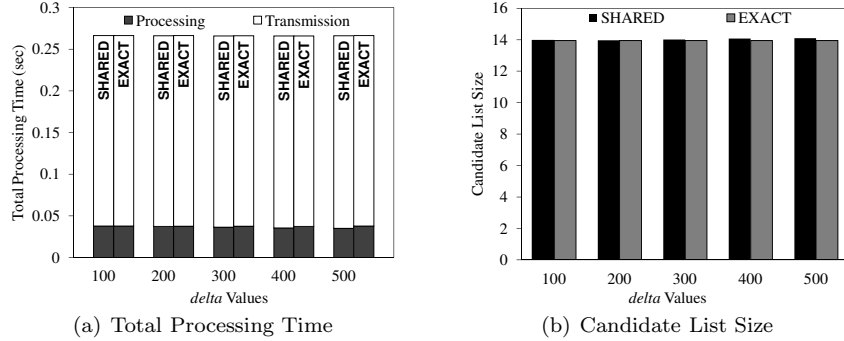 Total Processing Time (sec)
0.3
0.25
0.2
0.15
0.1
0.05
0
Processing
Transmission
SHARED
EXACT
SHARED
EXACT
SHARED
EXACT
SHARED
EXACT
SHARED
EXACT
100
200
300
400
500
delta Values
(a) Total Processing Time
Candidate List Size
16
14
12
10
8
6
4
2
0
SHARED
EXACT
100
200
300
400
500
delta Values
(b) Candidate List Size